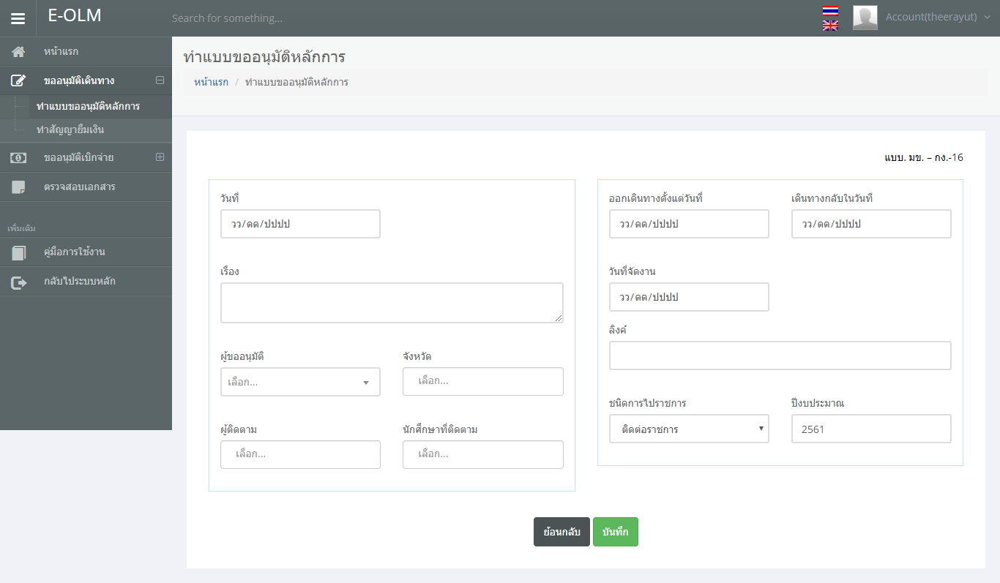 E-OLM
Search for something...
Account(theerayut)
หน้าแรก
ขออนุมัติเดินทาง
ทำแบบขออนุมัติหลักการ
ทำสัญญายืมเงิน
ขออนุมัติเบิกจ่าย
ตรวจสอบเอกสาร
เพิ่มเติม
คู่มือการใช้งาน
กลับไประบบหลัก
ทำแบบขออนุมัติหลักการ
หน้าแรก / ทำแบบขออนุมัติหลักการ
แบบ. มข. – กง.-16
วันที่
วว/ดด/ปปปป
เรื่อง
ผู้ขออนุมัติ จังหวัด
เลือก... เลือก...
ผู้ติดตาม นักศึกษาที่ติดตาม
เลือก... เลือก...
ออกเดินทางตั้งแต่วันที่ เดินทางกลับในวันที่
วว/ดด/ปปปป วว/ดด/ปปปป
วันที่จัดงาน
วว/ดด/ปปปป
ลิงค์
ชนิดการไปราชการ ปีงบประมาณ
ติดต่อราชการ 2561
ย้อนกลับ บันทึก